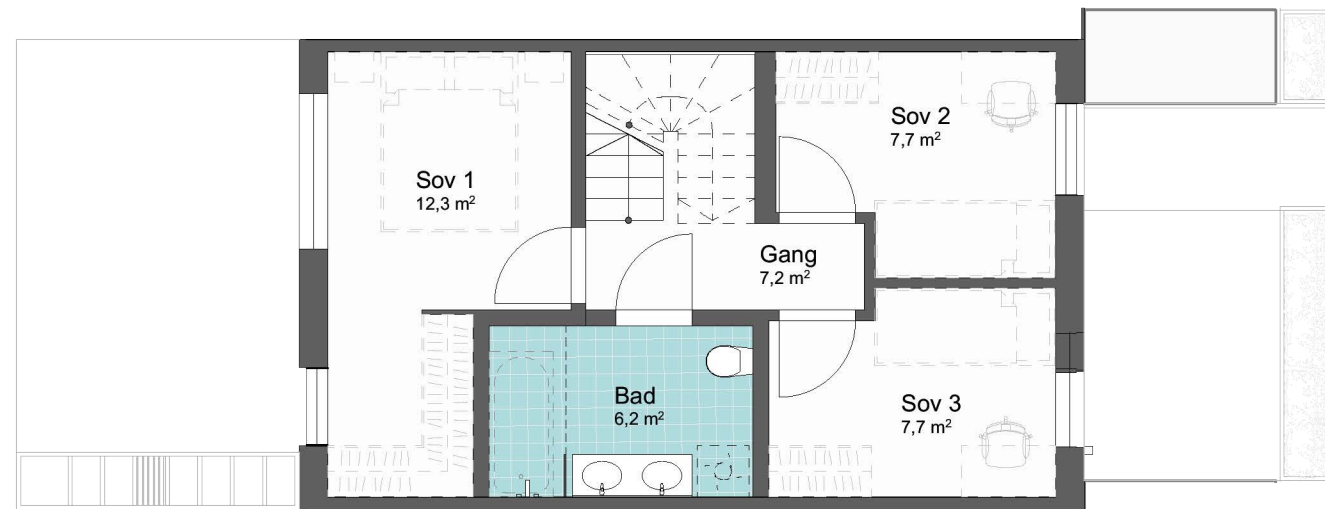 Sov 1
12,3 m²
Sov 2
7,7 m²
Gang
7,2 m²
Bad
6,2 m²
Sov 3
7,7 m²